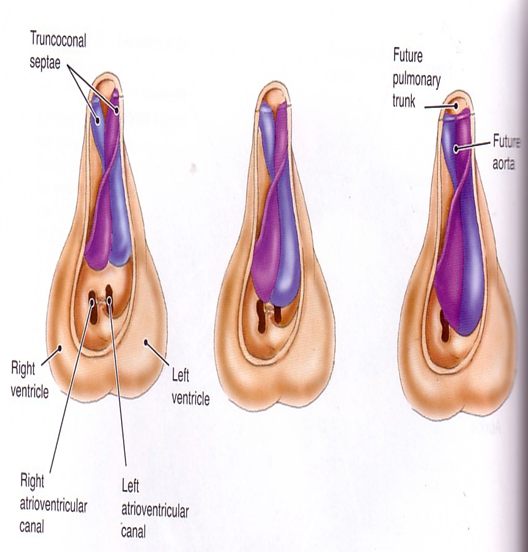 Truncoconal
septae
Future
pulmonary
trunk
Future
aorta
Right
ventricle
Left
ventricle
Right
atrioventricular
canal
Left
atrioventricular
canal